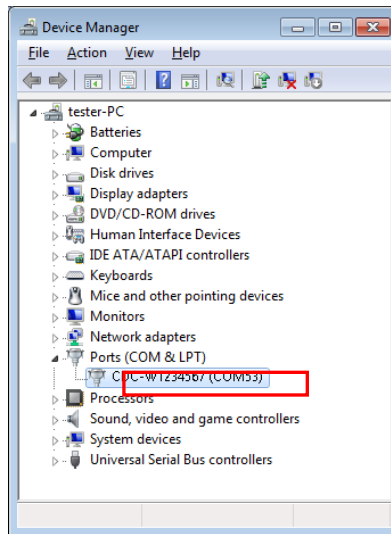 Device Manager
File Action View Help
tester-PC
Batteries
Computer
Disk drives
Display adapters
DVD/CD-ROM drives
Human Interface Devices
IDE ATA/ATAPI controllers
Keyboards
Mice and other pointing devices
Monitors
Network adapters
Ports (COM & LPT)
CDC-W1234567 (COM53)
Processors
Sound, video and game controllers
System devices
Universal Serial Bus controllers